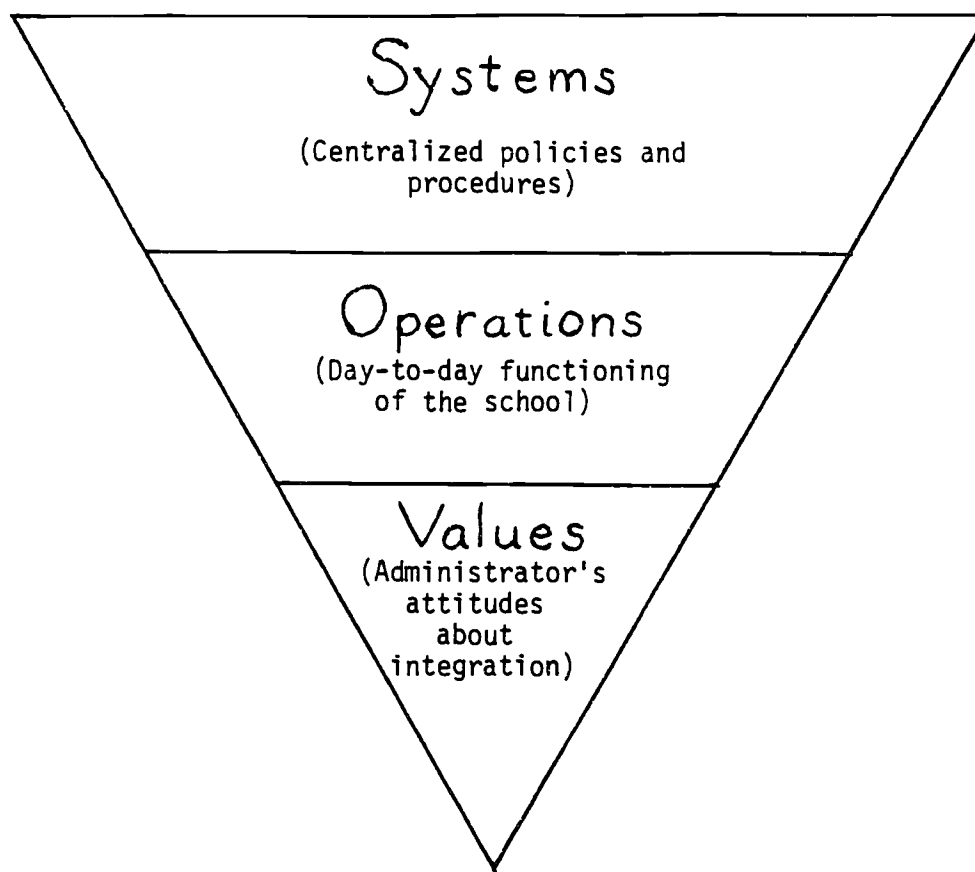 Systems
(Centralized policies and
procedures)
Operations
(Day-to-day functioning
of the school)
Values
(Administrator's
attitudes
about
integration)